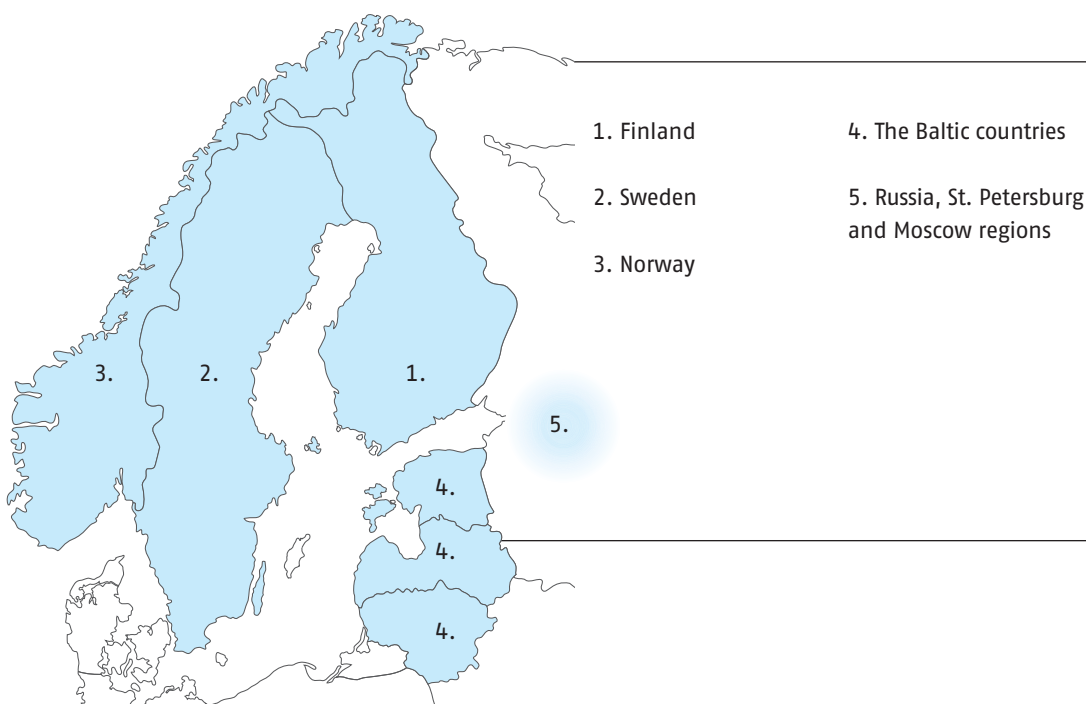 1. Finland
2. Sweden
3. Norway
4. The Baltic countries
5. Russia, St. Petersburg
and Moscow regions
3.
2.
1.
5.
4.
4.
4.